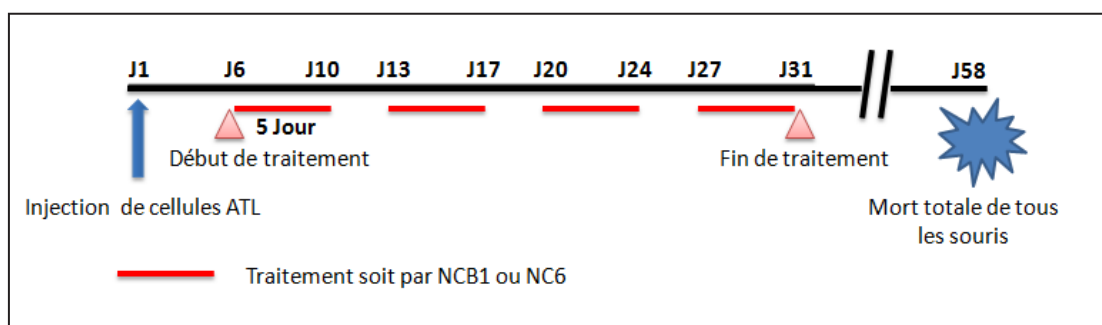 J1 J6 J10 J13 J17 J20 J24 J27 J31 J58
5 Jour
Début de traitement
Fin de traitement
Injection de cellules ATL
Mort totale de tous
les souris
Traitement soit par NCB1 ou NC6